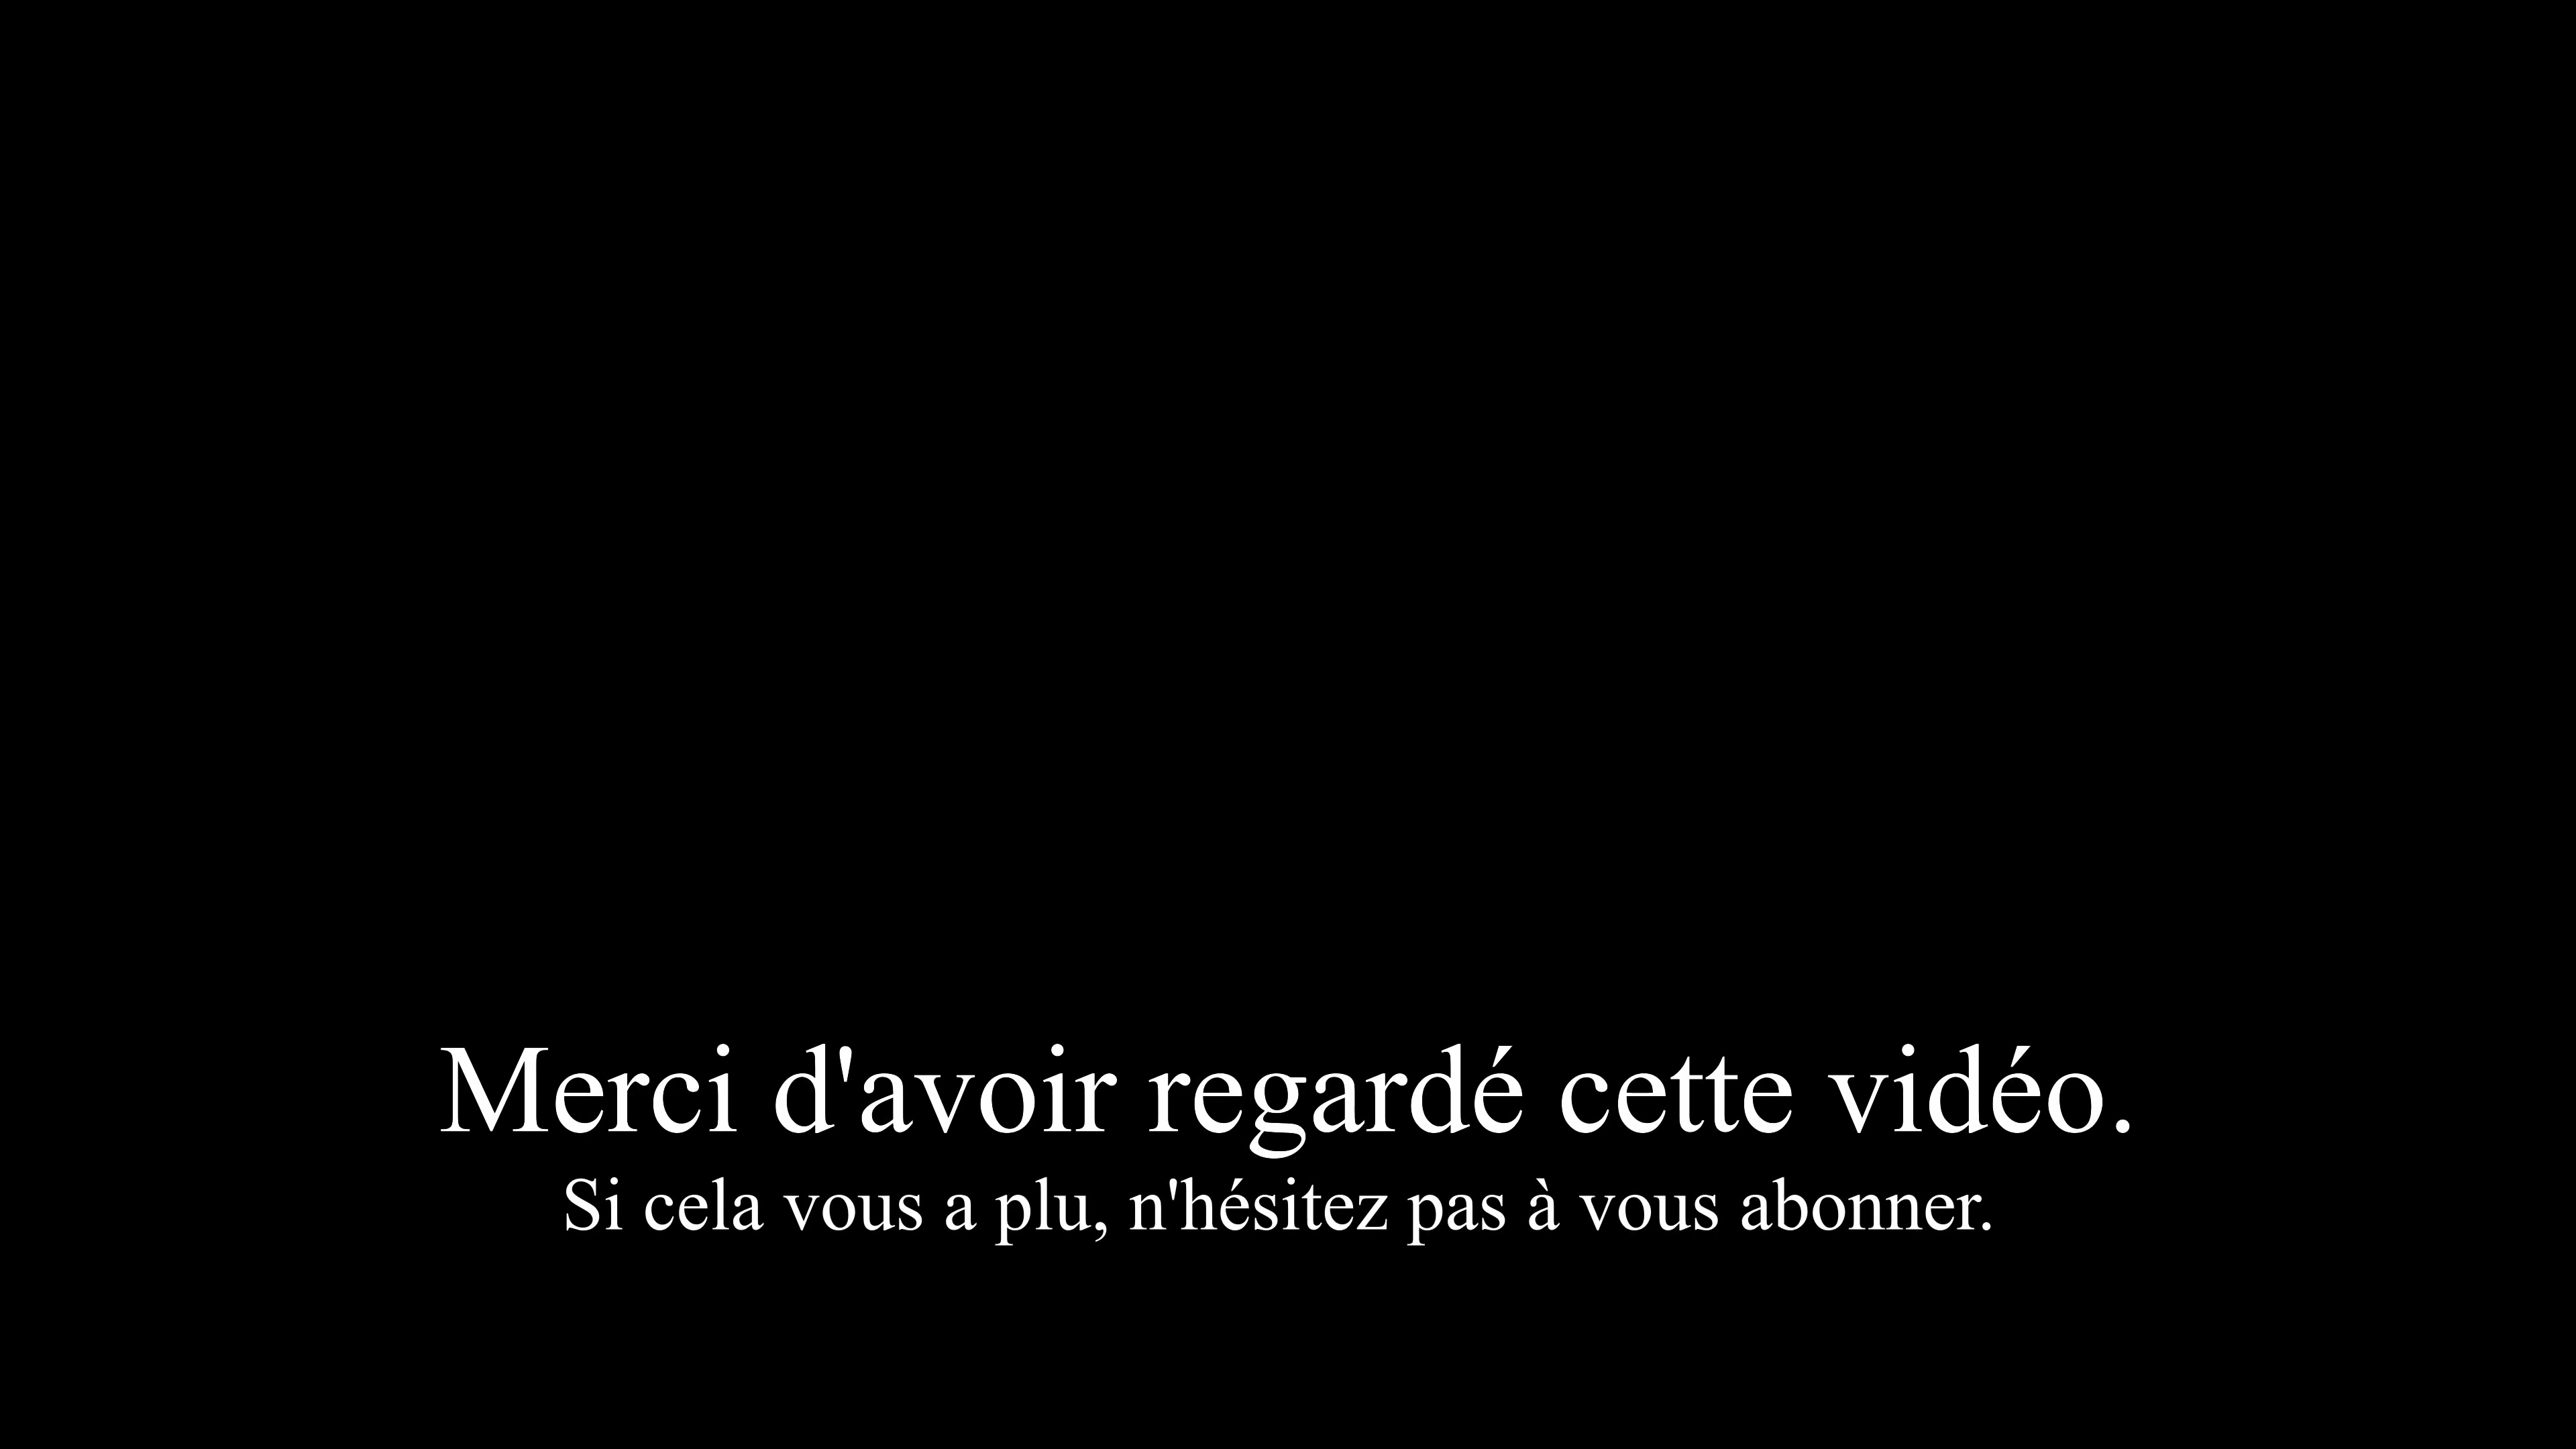 Merci d'avoir regardé cette vidéo.
Si cela vous a plu, n'hésitez pas à vous abonner.